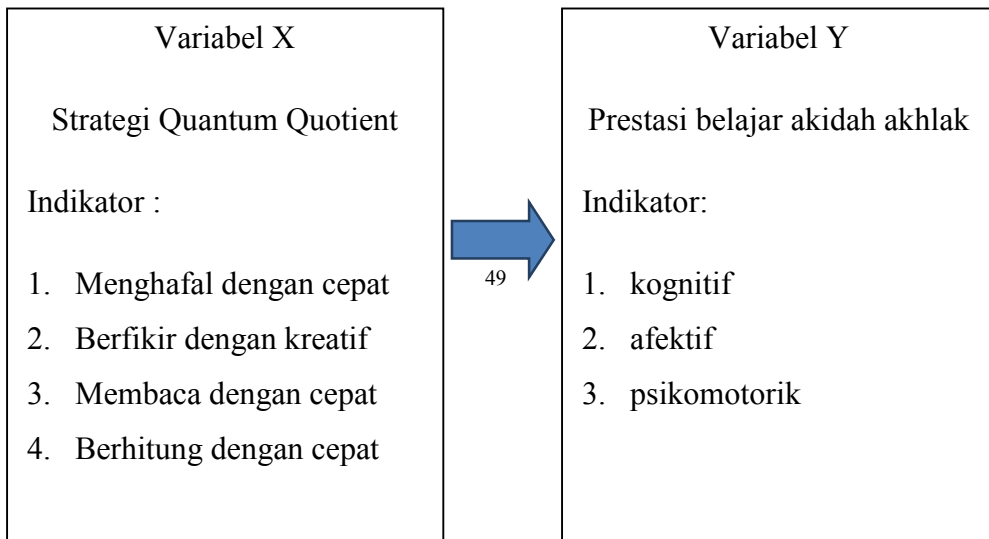 Variabel X
Strategi Quantum Quotient
Indikator :
1. Menghafal dengan cepat
2. Berfikir dengan kreatif
3. Membaca dengan cepat
4. Berhitung dengan cepat
49
Variabel Y
Prestasi belajar akidah akhlak
Indikator:
1. kognitif
2. afektif
3. psikomotorik